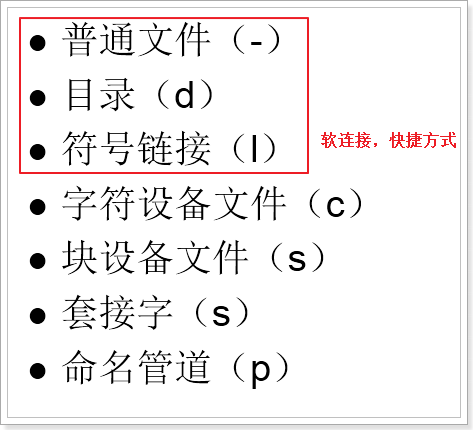 ● 普通文件（-）
● 目录（d）
● 符号链接（l）
软连接，快捷方式
● 字符设备文件（c）
● 块设备文件（s）
● 套接字（s）
● 命名管道（p）